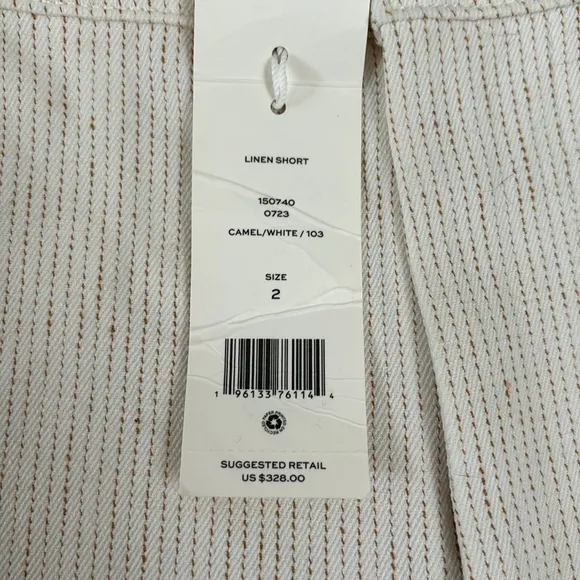 LINEN SHORT
150740
0723
CAMEL/WHITE / 103
SIZE
2
1 96133 76114 4
SUGGESTED RETAIL
US $328.00